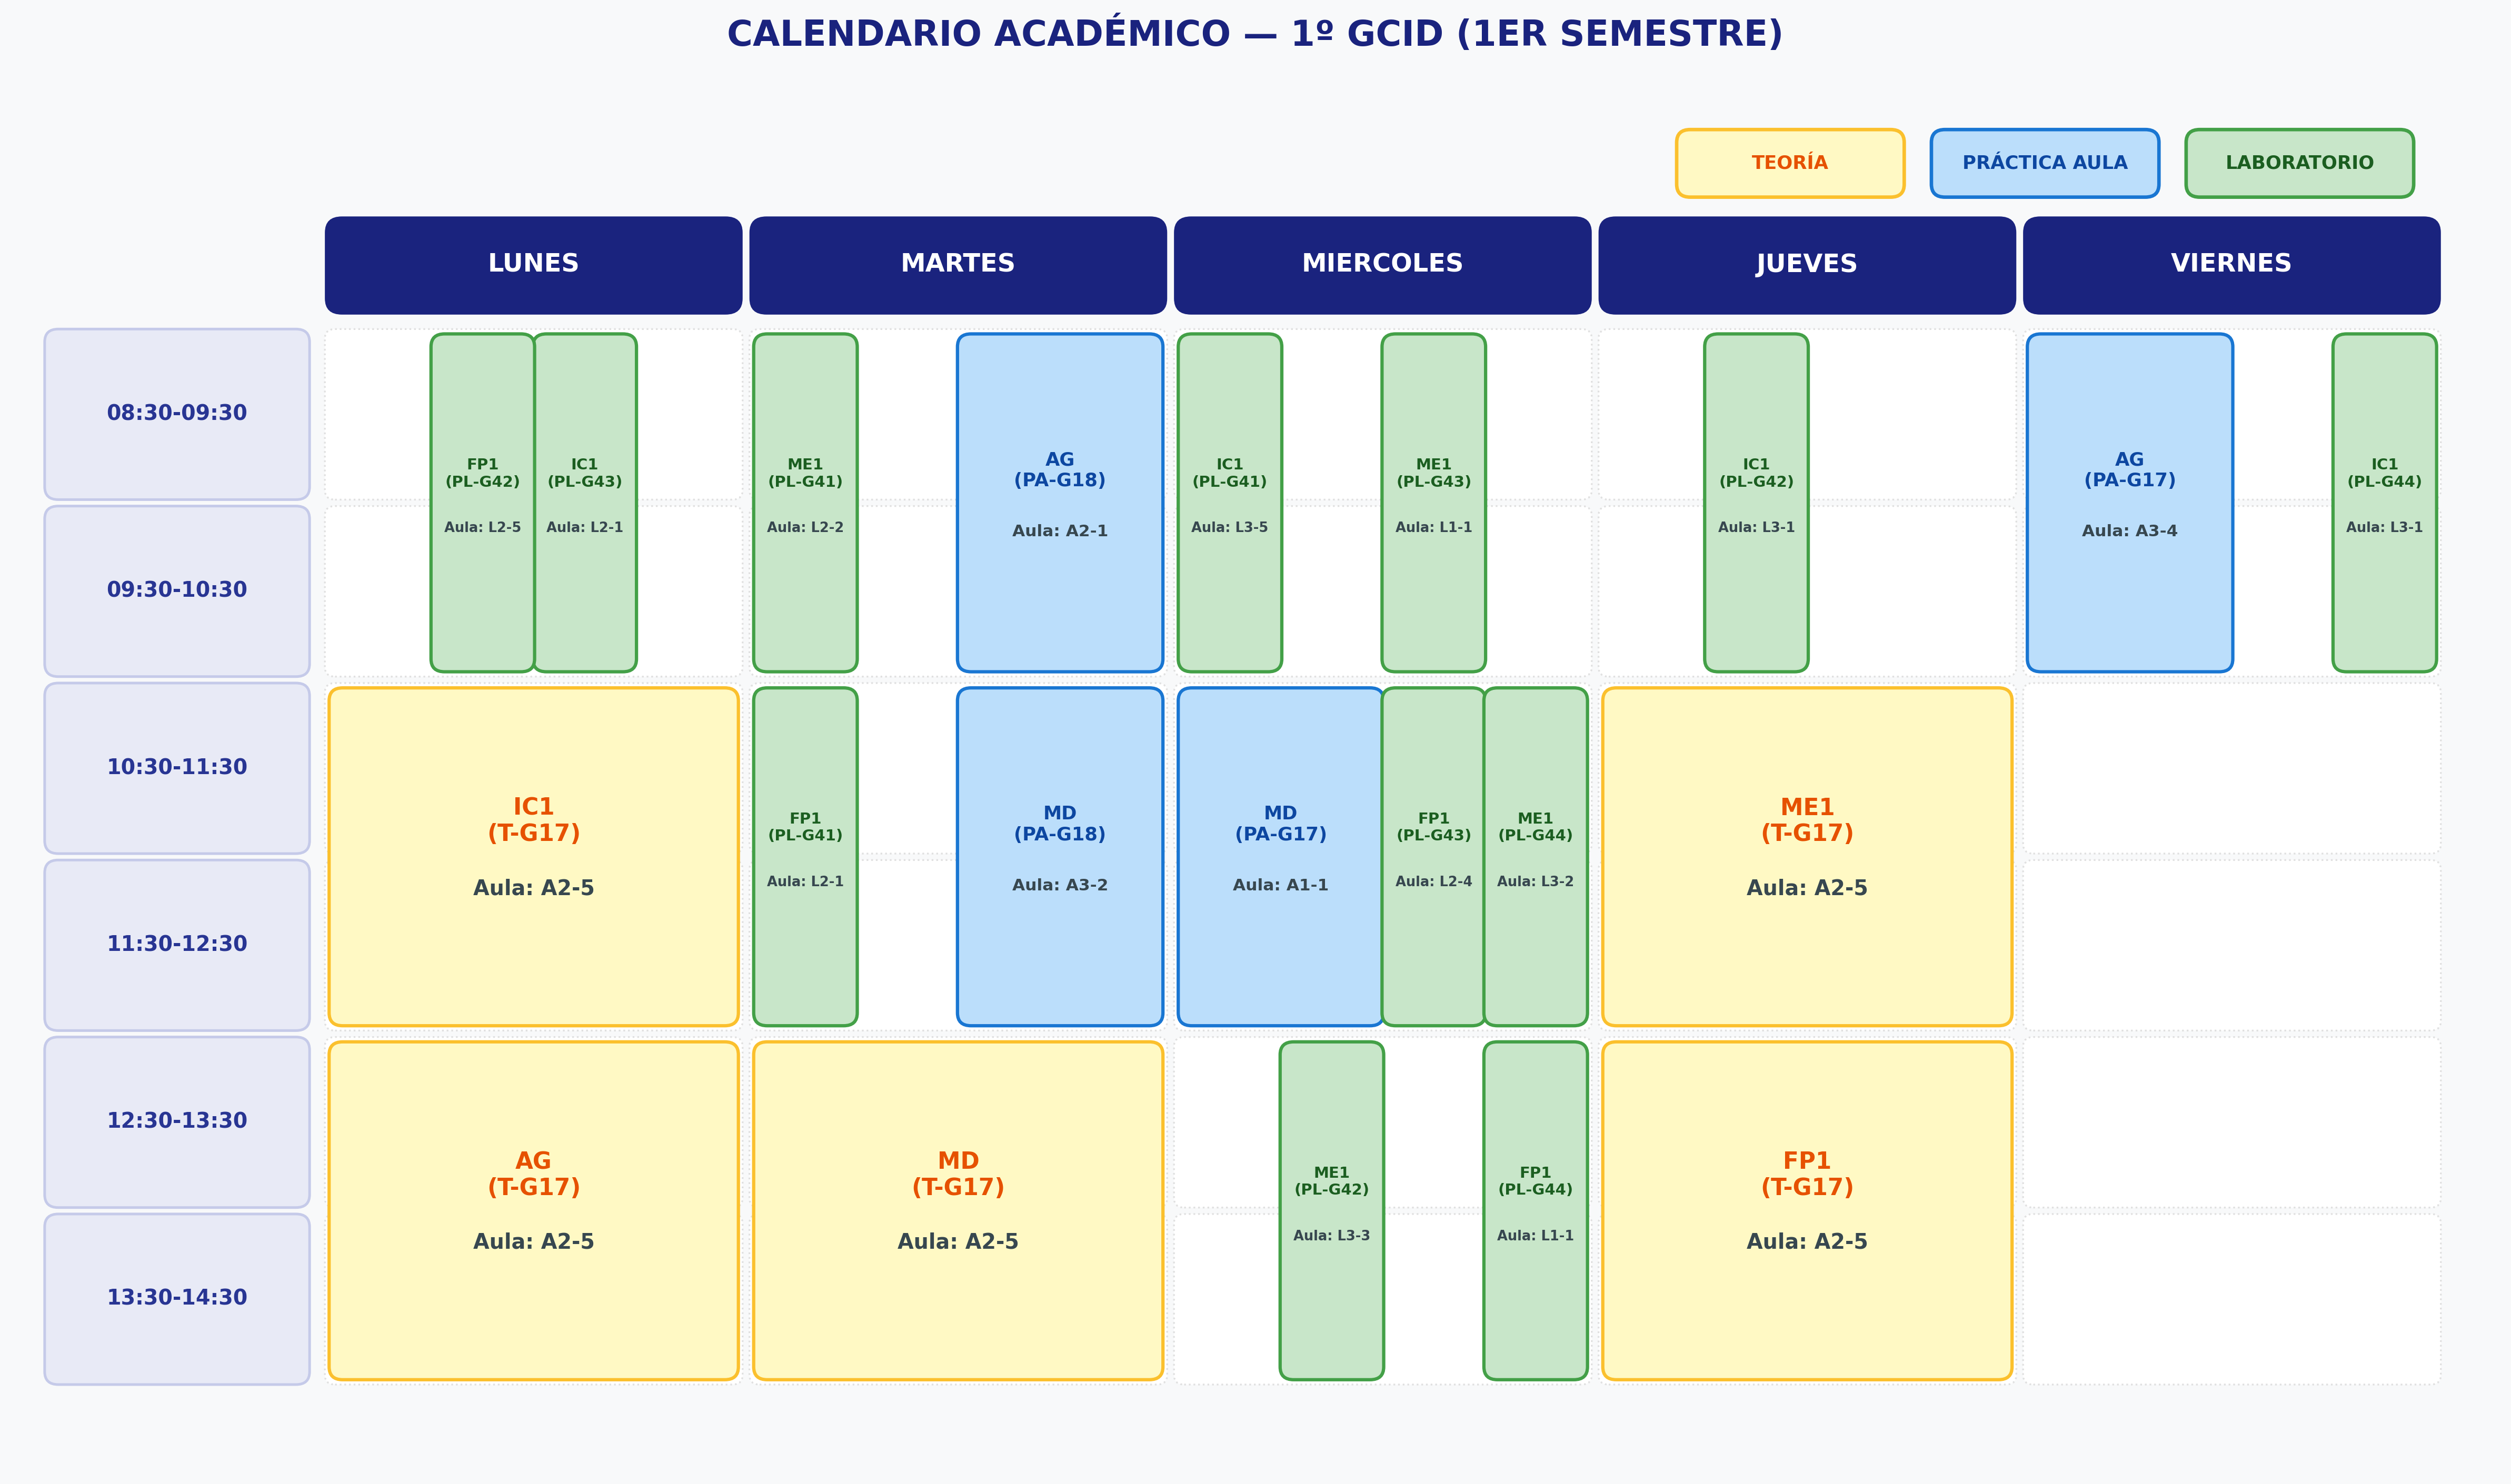 CALENDARIO ACADÉMICO — 1º GCID (1ER SEMESTRE)
TEORÍA
PRÁCTICA AULA
LABORATORIO
LUNES
MARTES
MIERCOLES
JUEVES
VIERNES
08:30-09:30
09:30-10:30
FP1
(PL-G42)
Aula: L2-5
IC1
(PL-G43)
Aula: L2-1
ME1
(PL-G41)
Aula: L2-2
AG
(PA-G18)
Aula: A2-1
IC1
(PL-G41)
Aula: L3-5
ME1
(PL-G43)
Aula: L1-1
IC1
(PL-G42)
Aula: L3-1
AG
(PA-G17)
Aula: A3-4
IC1
(PL-G44)
Aula: L3-1
10:30-11:30
11:30-12:30
IC1
(T-G17)
Aula: A2-5
FP1
(PL-G41)
Aula: L2-1
MD
(PA-G18)
Aula: A3-2
MD
(PA-G17)
Aula: A1-1
FP1
(PL-G43)
Aula: L2-4
ME1
(PL-G44)
Aula: L3-2
ME1
(T-G17)
Aula: A2-5
12:30-13:30
13:30-14:30
AG
(T-G17)
Aula: A2-5
MD
(T-G17)
Aula: A2-5
ME1
(PL-G42)
Aula: L3-3
FP1
(PL-G44)
Aula: L1-1
FP1
(T-G17)
Aula: A2-5